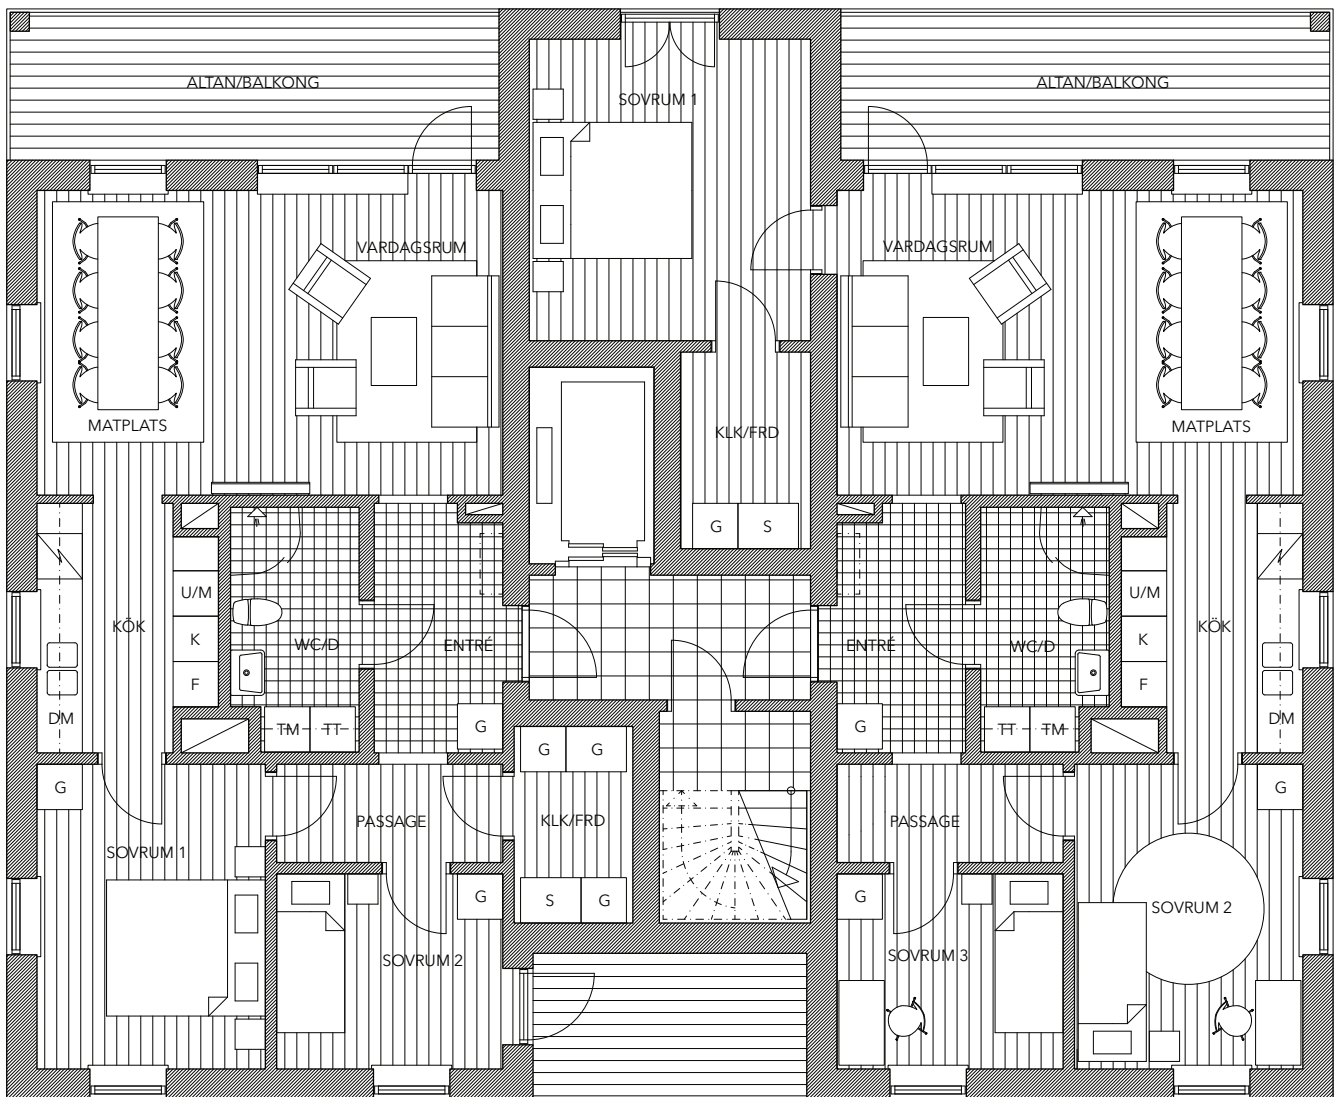 ALTAN/BALKONG
ALTAN/BALKONG
SOVRUM 1
VARDAGSRUM
VARDAGSRUM
MATPLATS
MATPLATS
KLK/FRD
G
S
U/M
U/M
KÖK
KÖK
K
K
WC/D
ENTRÉ
ENTRÉ
WC/D
F
F
DM
DM
TM
TT
G
G
TT
TM
G
G
G
G
PASSAGE
KLK/FRD
PASSAGE
SOVRUM 1
G
S
G
G
SOVRUM 2
SOVRUM 2
SOVRUM 3